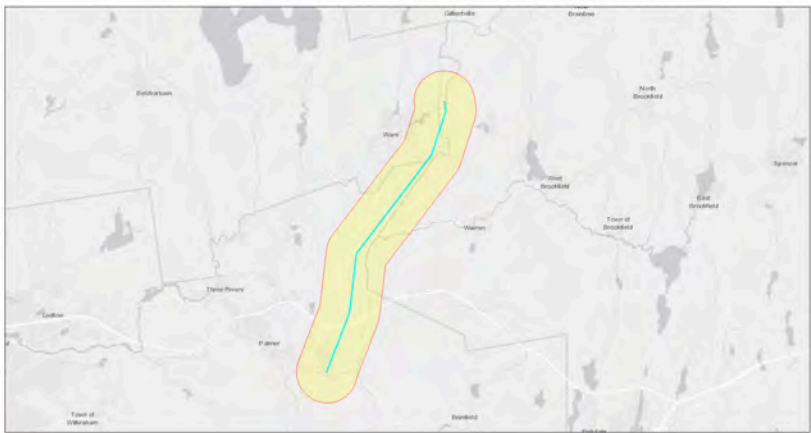 Gilbertville
Belchertown
North
Brookfield
Ware
Spencer
West
Brookfield
East
Brookfield
Town of
Brookfield
Warren
Three Rivers
Ludlow
Palmer
Town of
Wilbraham
Brimfield